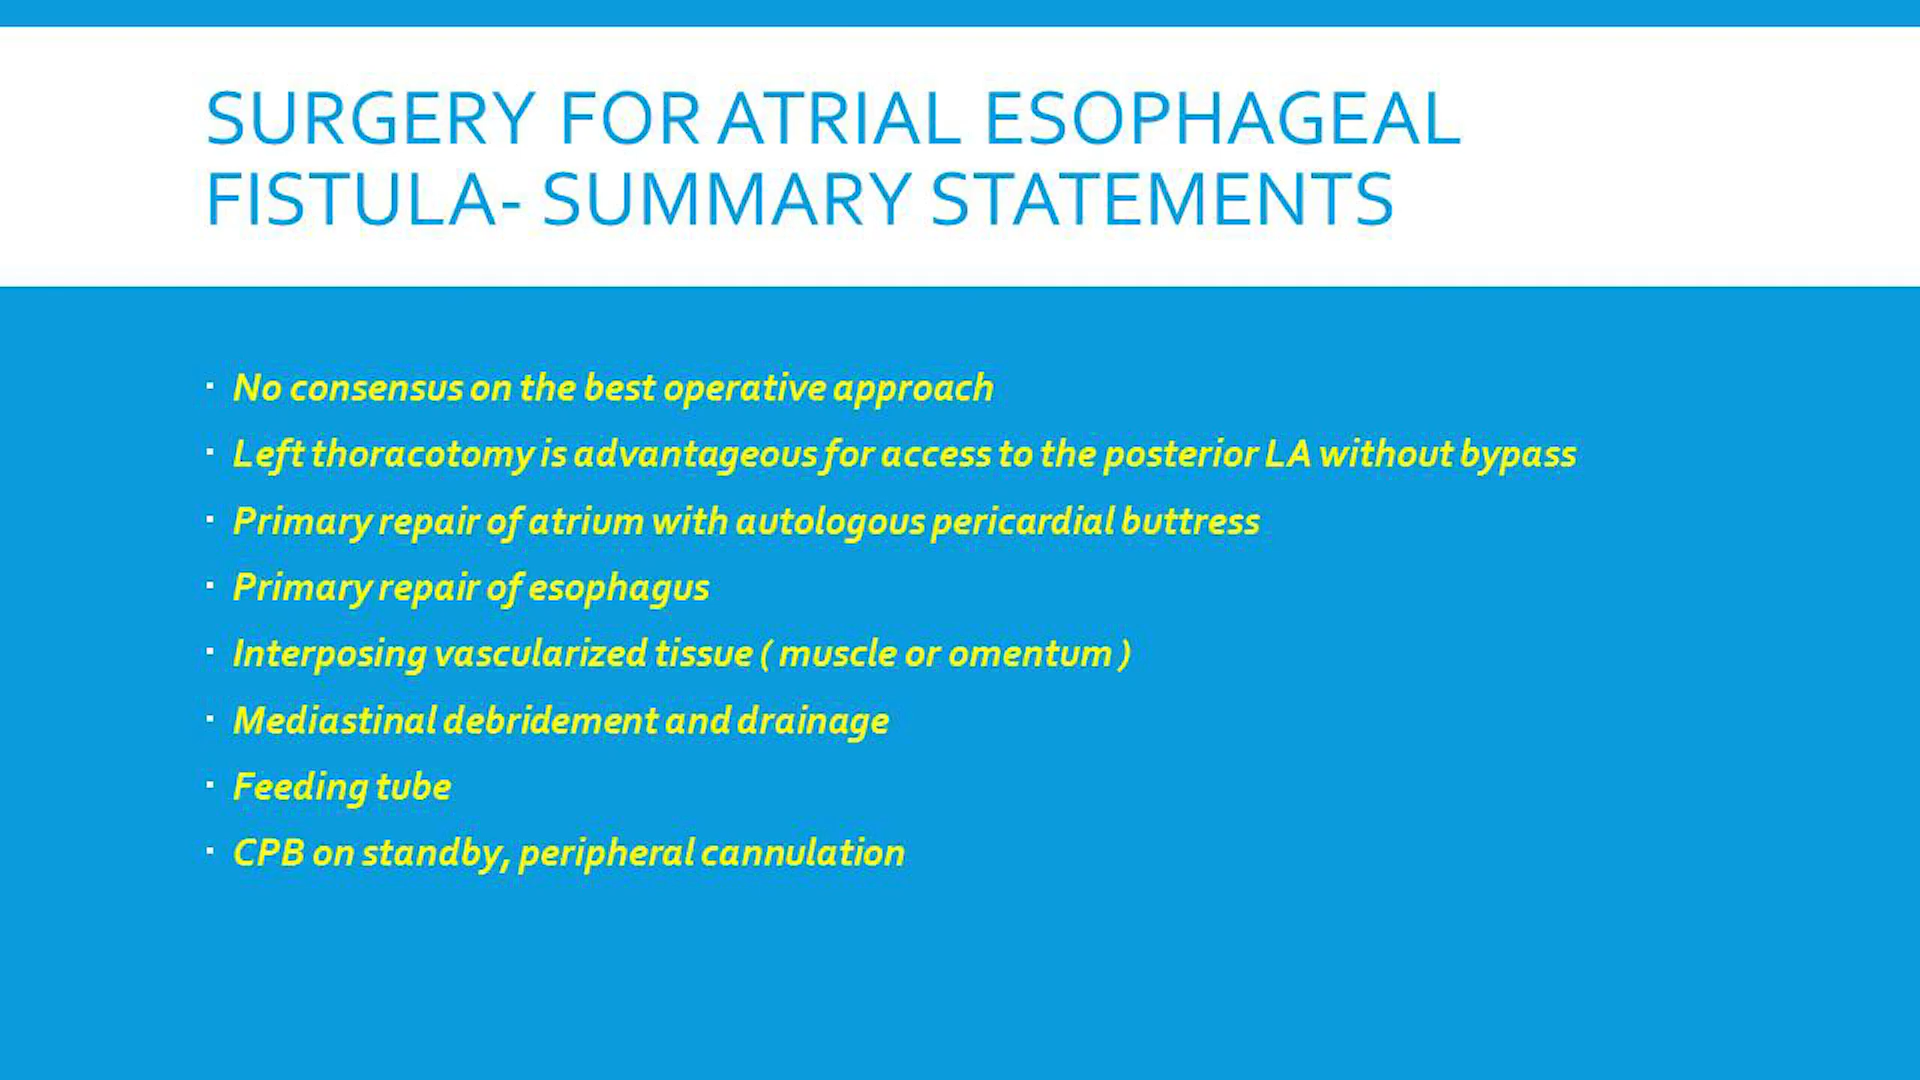 SURGERY FOR ATRIAL ESOPHAGEAL
FISTULA- SUMMARY STATEMENTS
▪ No consensus on the best operative approach
▪ Left thoracotomy is advantageous for access to the posterior LA without bypass
▪ Primary repair of atrium with autologous pericardial buttress
▪ Primary repair of esophagus
▪ Interposing vascularized tissue ( muscle or omentum )
▪ Mediastinal debridement and drainage
▪ Feeding tube
▪ CPB on standby, peripheral cannulation